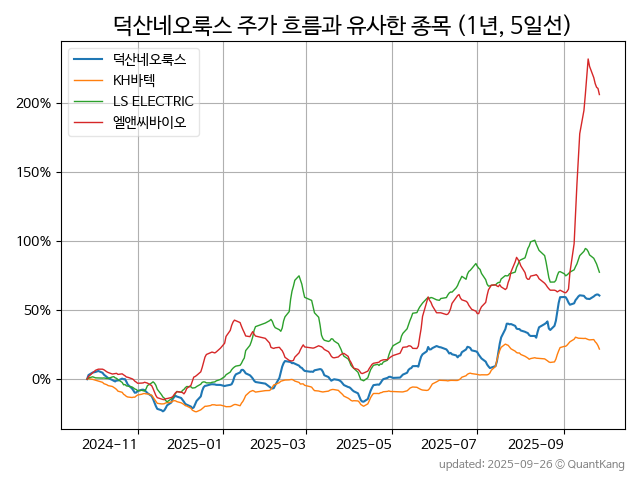 덕산네오룩스 주가 흐름과 유사한 종목 (1년, 5일선)
덕산네오룩스
KH바텍
LS ELECTRIC
엘앤씨바이오
200%
150%
100%
50%
0%
2024-11 2025-01 2025-03 2025-05 2025-07 2025-09
updated: 2025-09-26 © QuantKang